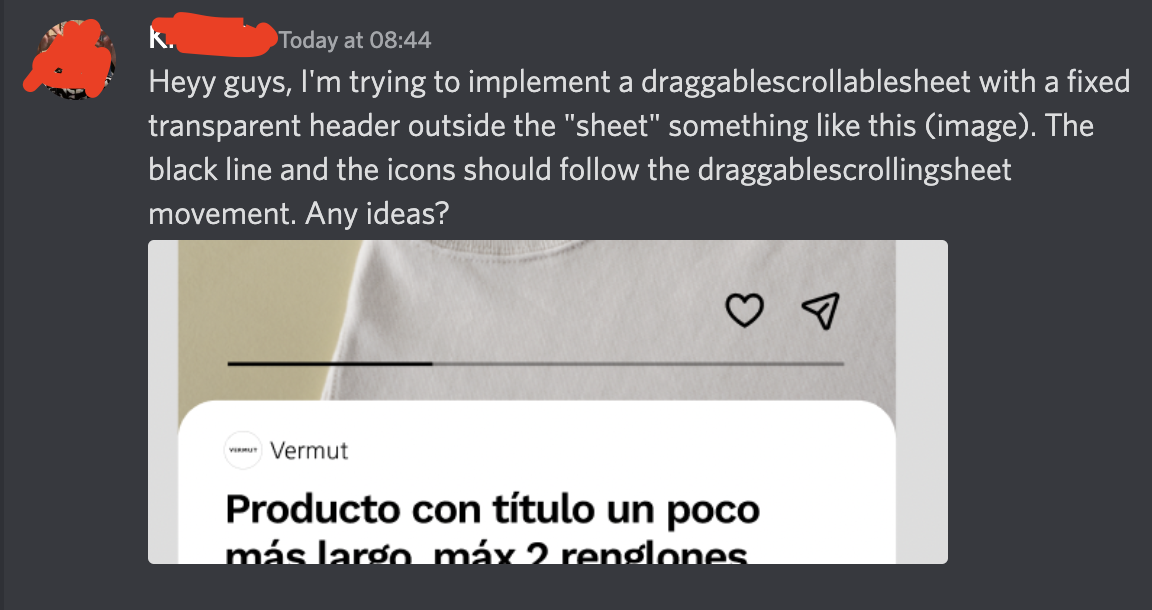 K. Today at 08:44
Heyy guys, I'm trying to implement a draggablescrollablesheet with a fixed
transparent header outside the "sheet" something like this (image). The
black line and the icons should follow the draggablescrollingsheet
movement. Any ideas?
VERMUT Vermut
Producto con título un poco
más largo, máx 2 renglones